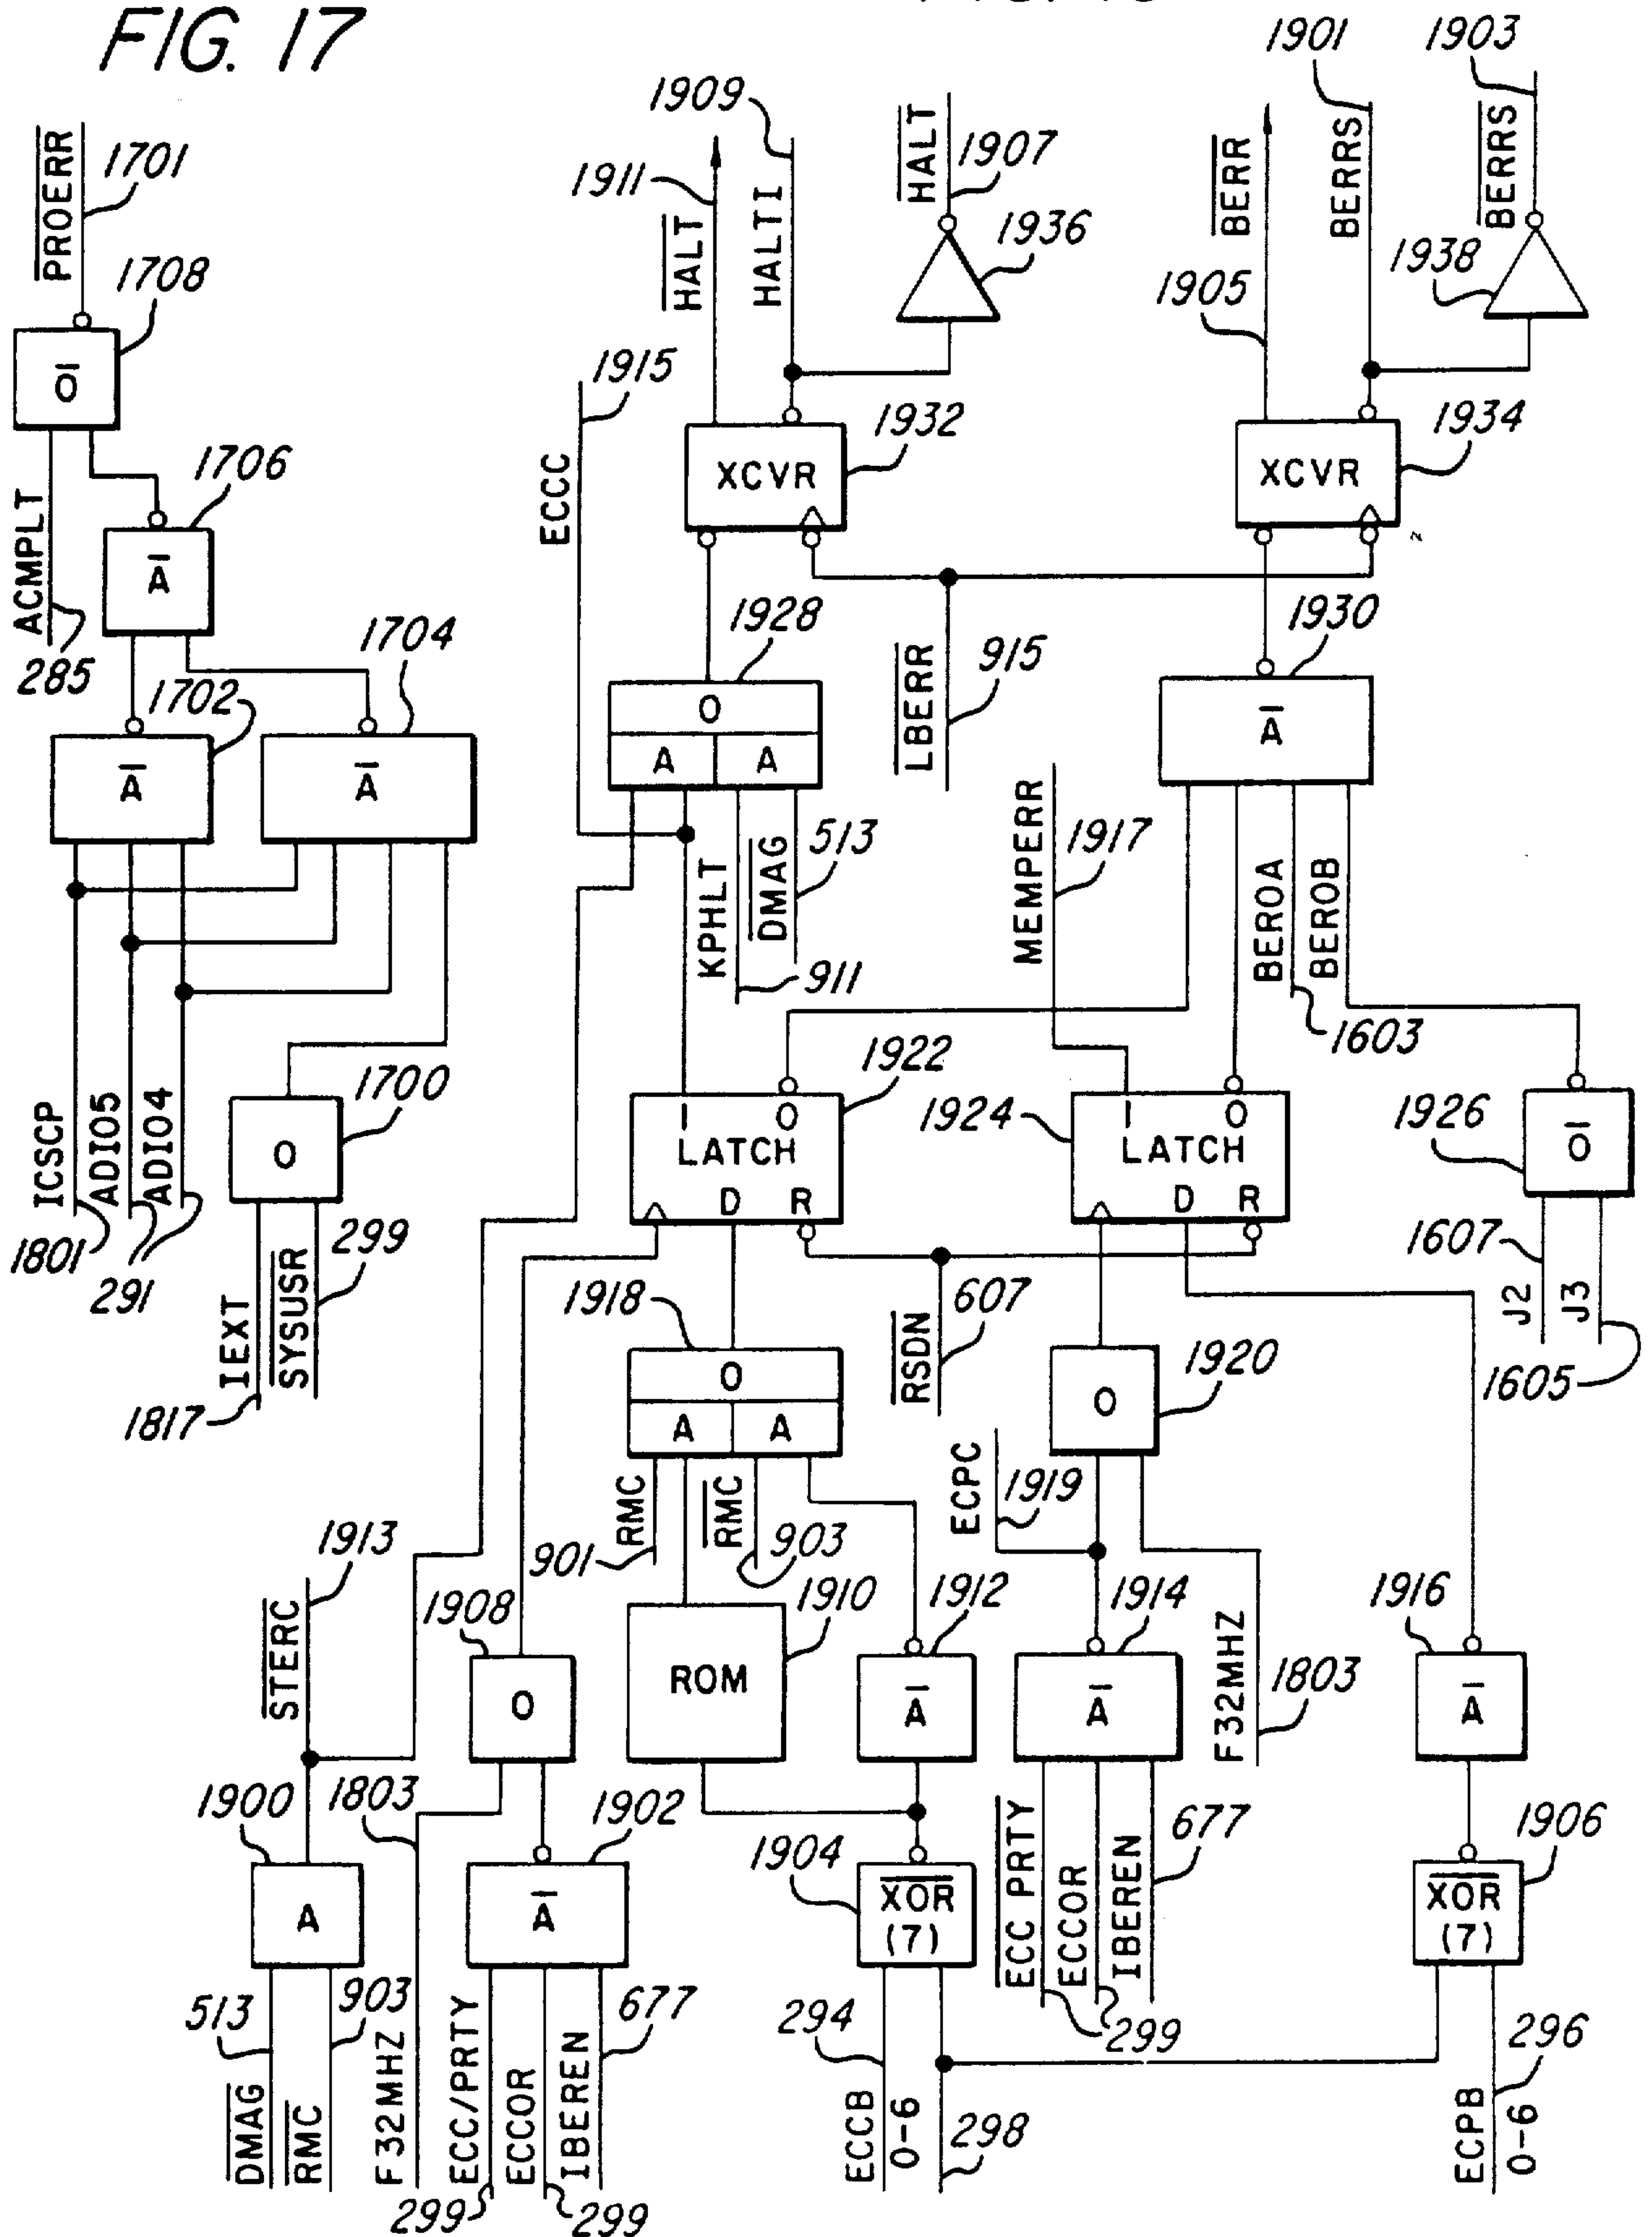 FIG. 17
1901
1903
1909
1911
HALT
HALTI
HALT
1907
1936
BERR
BERRS
BERRS
1905
1938
PROERR
1701
1708
O
ACMPLT
285
1706
A
1702
1704
A
A
ICSCP
ADIO5
ADIO4
1801
291
1700
O
IEXT
SYSUSR
299
1817
1915
ECCC
XCVR
1932
XCVR
1934
1928
O
A
A
LBERR
915
1930
A
KPHLT
DMAG
513
911
MEMPERR
1917
BEROA
BEROB
1603
1922
I
O
LATCH
D
R
1924
I
O
LATCH
D
R
1926
O
1607
J2
J3
1605
1918
O
A
A
RSDN
607
1920
O
RMC
RMC
901
903
ECPC
1919
1913
STERC
1908
O
1910
ROM
1912
A
1914
A
F32MHZ
1803
1916
A
1900
A
1803
1902
A
1904
XOR
(7)
ECC PRTY
ECCOR
IBEREN
677
299
1906
XOR
(7)
513
903
DMAG
RMC
F32MHZ
ECC/PRTY
ECCOR
IBEREN
677
299
299
294
ECCB
0-6
298
ECPB
0-6
296